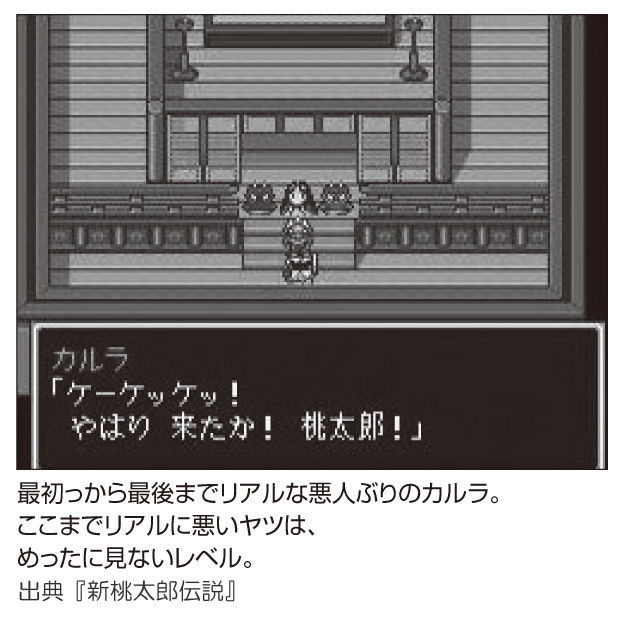 カルラ
「ケーケッケッ！
やはり 来たか！ 桃太郎！」
最初っから最後までリアルな悪人ぶりのカルラ。
ここまでリアルに悪いヤツは、
めったに見ないレベル。
出典『新桃太郎伝説』